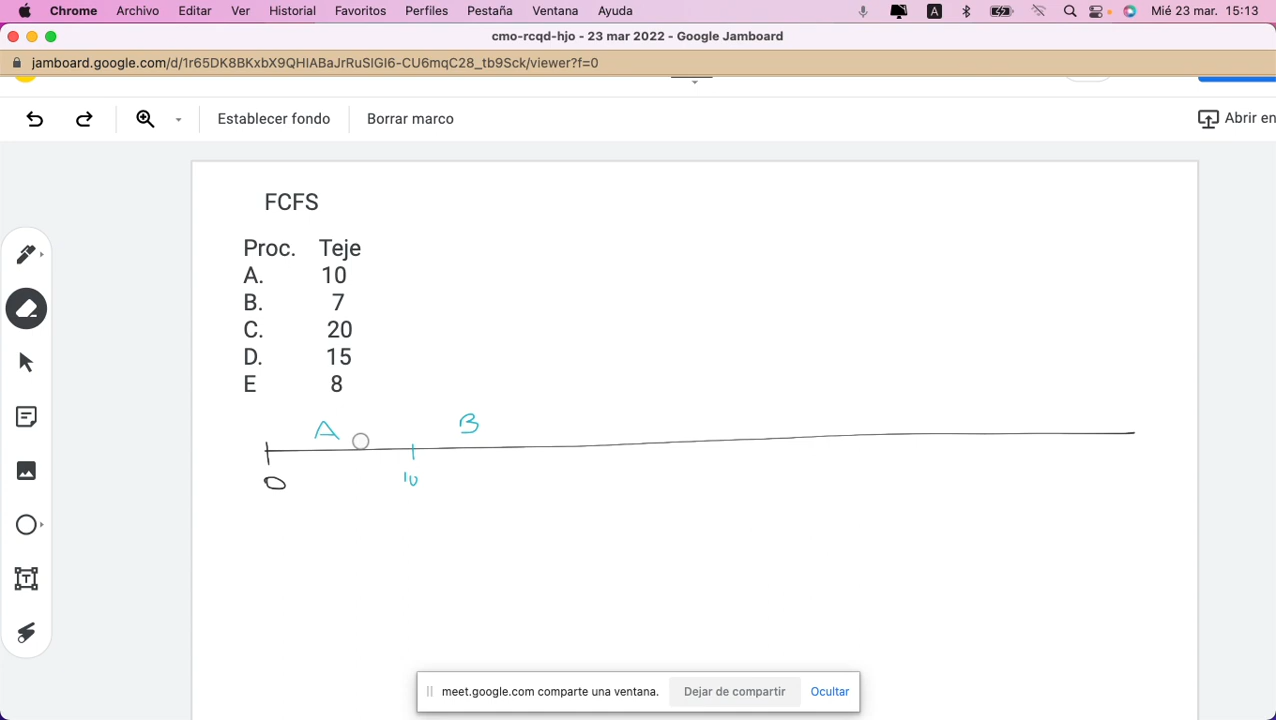 Chrome Archivo Editar Ver Historial Favoritos Perfiles Pestaña Ventana Ayuda A Mié 23 mar. 15:13
cmo-rcqd-hjo - 23 mar 2022 - Google Jamboard
jamboard.google.com/d/1r65DK8BKxbX9QHIABaJrRuSlGl6-CU6mqC28_tb9Sck/viewer?f=0
Establecer fondo Borrar marco Abrir en
FCFS
Proc. Teje
A. 10
B. 7
C. 20
D. 15
E 8
A B
0 10
meet.google.com comparte una ventana. Dejar de compartir Ocultar